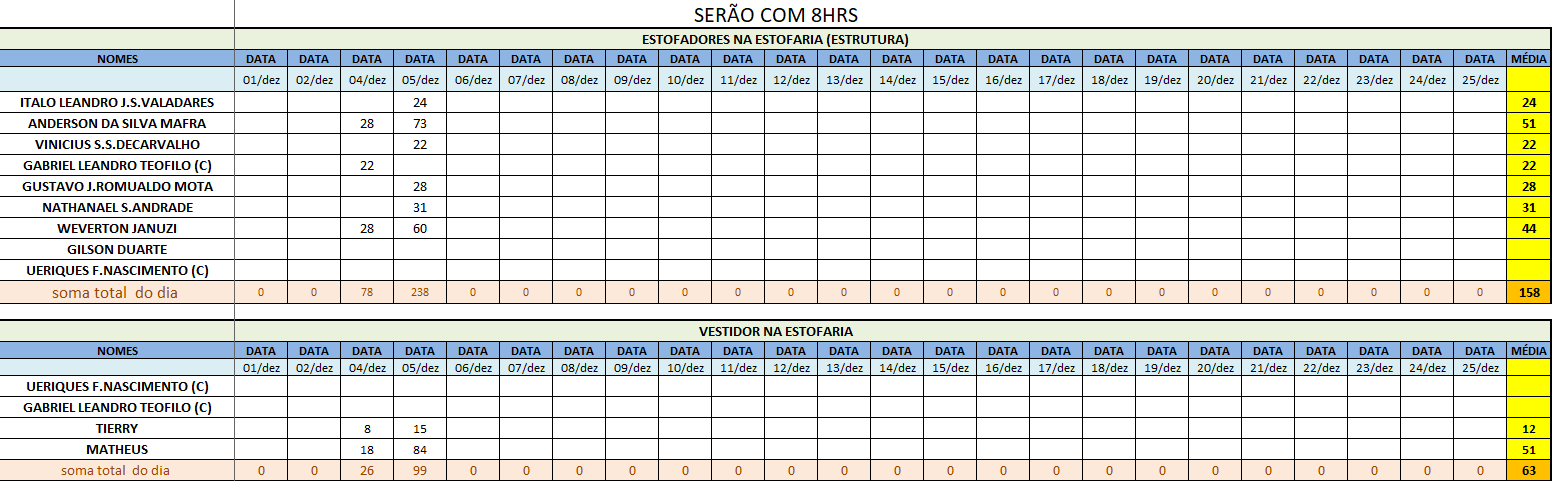 SERÃO COM 8HRS
ESTOFADORES NA ESTOFARIA (ESTRUTURA)
NOMES DATA DATA DATA DATA DATA DATA DATA DATA DATA DATA DATA DATA DATA DATA DATA DATA DATA DATA DATA DATA DATA DATA DATA DATA MÉDIA
01/dez 02/dez 04/dez 05/dez 06/dez 07/dez 08/dez 09/dez 10/dez 11/dez 12/dez 13/dez 14/dez 15/dez 16/dez 17/dez 18/dez 19/dez 20/dez 21/dez 22/dez 23/dez 24/dez 25/dez
ITALO LEANDRO J.S.VALADARES 24 24
ANDERSON DA SILVA MAFRA 28 73 51
VINICIUS S.S.DECARVALHO 22 22
GABRIEL LEANDRO TEOFILO (C) 22 22
GUSTAVO J.ROMUALDO MOTA 28 28
NATHANAEL S.ANDRADE 31 31
WEVERTON JANUZI 28 60 44
GILSON DUARTE
UERIQUES F.NASCIMENTO (C)
soma total do dia 0 0 78 238 0 0 0 0 0 0 0 0 0 0 0 0 0 0 0 0 0 0 0 0 158
VESTIDOR NA ESTOFARIA
NOMES DATA DATA DATA DATA DATA DATA DATA DATA DATA DATA DATA DATA DATA DATA DATA DATA DATA DATA DATA DATA DATA DATA DATA DATA MÉDIA
01/dez 02/dez 04/dez 05/dez 06/dez 07/dez 08/dez 09/dez 10/dez 11/dez 12/dez 13/dez 14/dez 15/dez 16/dez 17/dez 18/dez 19/dez 20/dez 21/dez 22/dez 23/dez 24/dez 25/dez
UERIQUES F.NASCIMENTO (C)
GABRIEL LEANDRO TEOFILO (C)
TIERRY 8 15 12
MATHEUS 18 84 51
soma total do dia 0 0 26 99 0 0 0 0 0 0 0 0 0 0 0 0 0 0 0 0 0 0 0 0 63